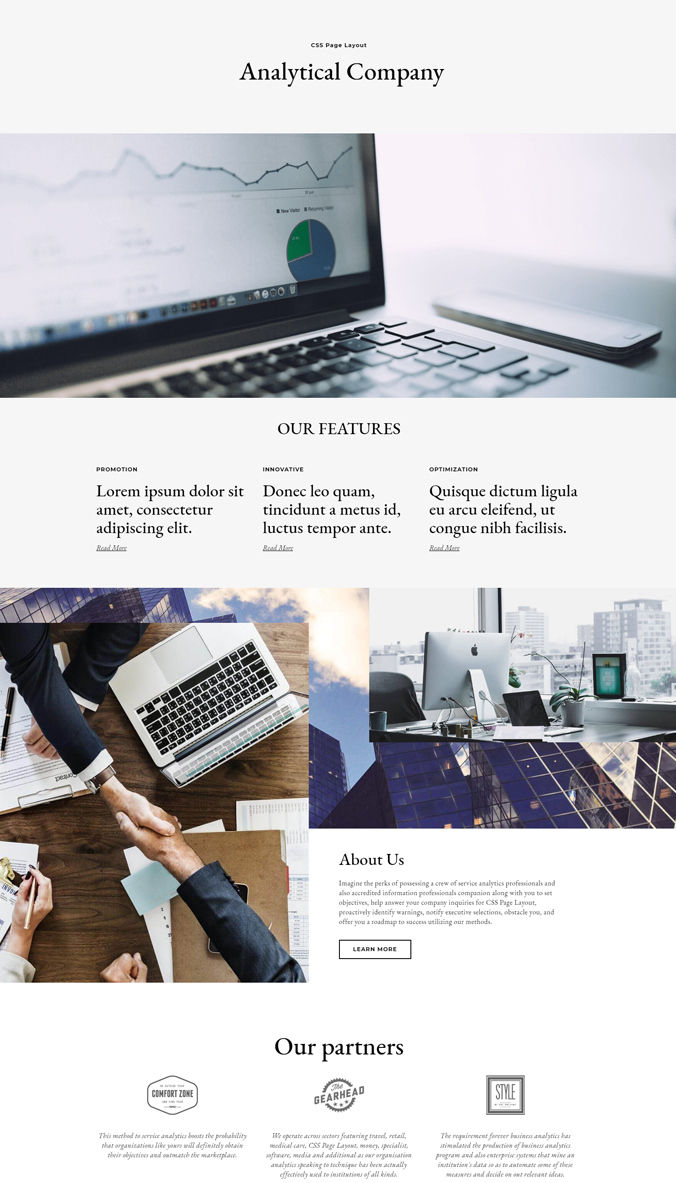 CSS Page Layout
Analytical Company
New Visitor Returning Visitor
OUR FEATURES
PROMOTION
Lorem ipsum dolor sit
amet, consectetur
adipiscing elit.
Read More
INNOVATIVE
Donec leo quam,
tincidunt a metus id,
luctus tempor ante.
Read More
OPTIMIZATION
Quisque dictum ligula
eu arcu eleifend, ut
congue nibh facilisis.
Read More
Contract
About Us
Imagine the perks of possessing a crew of service analytics professionals and
also accredited information professionals companion along with you to set
objectives, help answer your company inquiries for CSS Page Layout,
proactively identify warnings, notify executive selections, obstacle you, and
offer you a roadmap to success utilizing our methods.
LEARN MORE
Our partners
COMFORT ZONE
The
GEARHEAD
STYLE
This method to service analytics boosts the probability
that organizations like yours will definitely obtain
their objectives and outmatch the marketplace.
We operate across sectors featuring travel, retail,
medical care, CSS Page Layout, money, specialist,
software, media and additional as our organisation
analytics speaking to technique has been actually
effectively used to institutions of all kinds.
The requirement forever business analytics has
stimulated the production of business analytics
program and also enterprise systems that mine an
institution's data so as to automate some of these
measures and decide on relevant ideas.